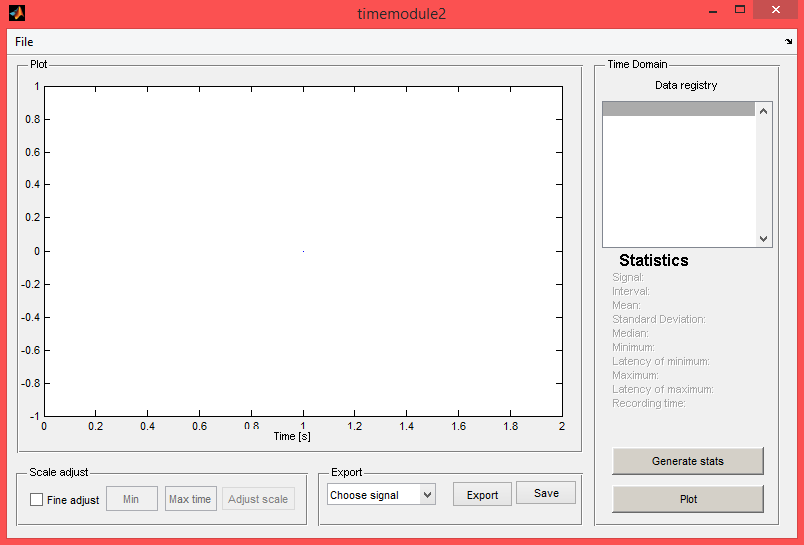 timemodule2
File
Plot
1
0.8
0.6
0.4
0.2
0
-0.2
-0.4
-0.6
-0.8
-1
0 0.2 0.4 0.6 0.8 1 1.2 1.4 1.6 1.8 2
Time [s]
Time Domain
Data registry
Statistics
Signal:
Interval:
Mean:
Standard Deviation:
Median:
Minimum:
Latency of minimum:
Maximum:
Latency of maximum:
Recording time:
Generate stats
Plot
Scale adjust
Fine adjust Min Max time Adjust scale
Export
Choose signal Export Save